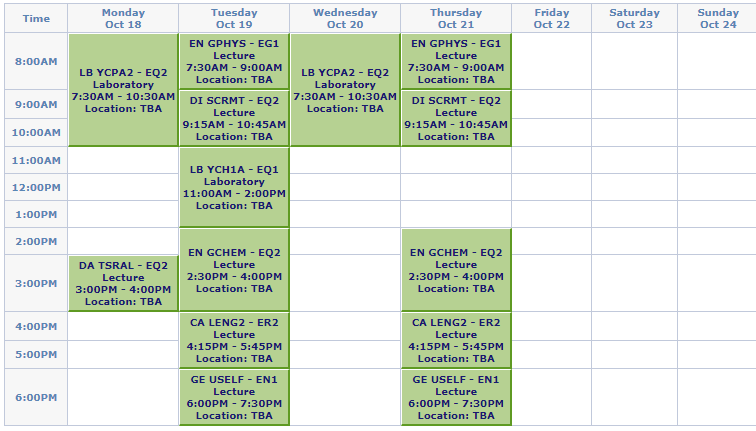 Time
Monday
Oct 18
Tuesday
Oct 19
Wednesday
Oct 20
Thursday
Oct 21
Friday
Oct 22
Saturday
Oct 23
Sunday
Oct 24
8:00AM
LB YCPA2 - EQ2
Laboratory
7:30AM - 10:30AM
Location: TBA
EN GPHYS - EG1
Lecture
7:30AM - 9:00AM
Location: TBA
LB YCPA2 - EQ2
Laboratory
7:30AM - 10:30AM
Location: TBA
EN GPHYS - EG1
Lecture
7:30AM - 9:00AM
Location: TBA
9:00AM
DI SCRMT - EQ2
Lecture
9:15AM - 10:45AM
Location: TBA
DI SCRMT - EQ2
Lecture
9:15AM - 10:45AM
Location: TBA
10:00AM
11:00AM
LB YCH1A - EQ1
Laboratory
11:00AM - 2:00PM
Location: TBA
12:00PM
1:00PM
2:00PM
EN GCHEM - EQ2
Lecture
2:30PM - 4:00PM
Location: TBA
EN GCHEM - EQ2
Lecture
2:30PM - 4:00PM
Location: TBA
3:00PM
DA TSRAL - EQ2
Lecture
3:00PM - 4:00PM
Location: TBA
4:00PM
CA LENG2 - ER2
Lecture
4:15PM - 5:45PM
Location: TBA
CA LENG2 - ER2
Lecture
4:15PM - 5:45PM
Location: TBA
5:00PM
6:00PM
GE USELF - EN1
Lecture
6:00PM - 7:30PM
Location: TBA
GE USELF - EN1
Lecture
6:00PM - 7:30PM
Location: TBA